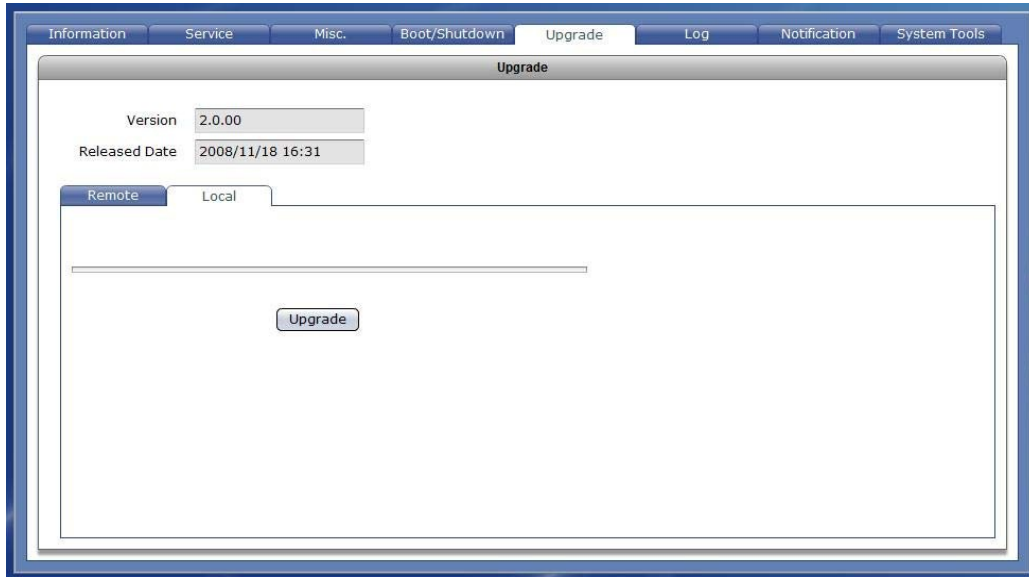 Information Service Misc. Boot/Shutdown Upgrade Log Notification System Tools
Upgrade
Version 2.0.00
Released Date 2008/11/18 16:31
Remote Local
Upgrade